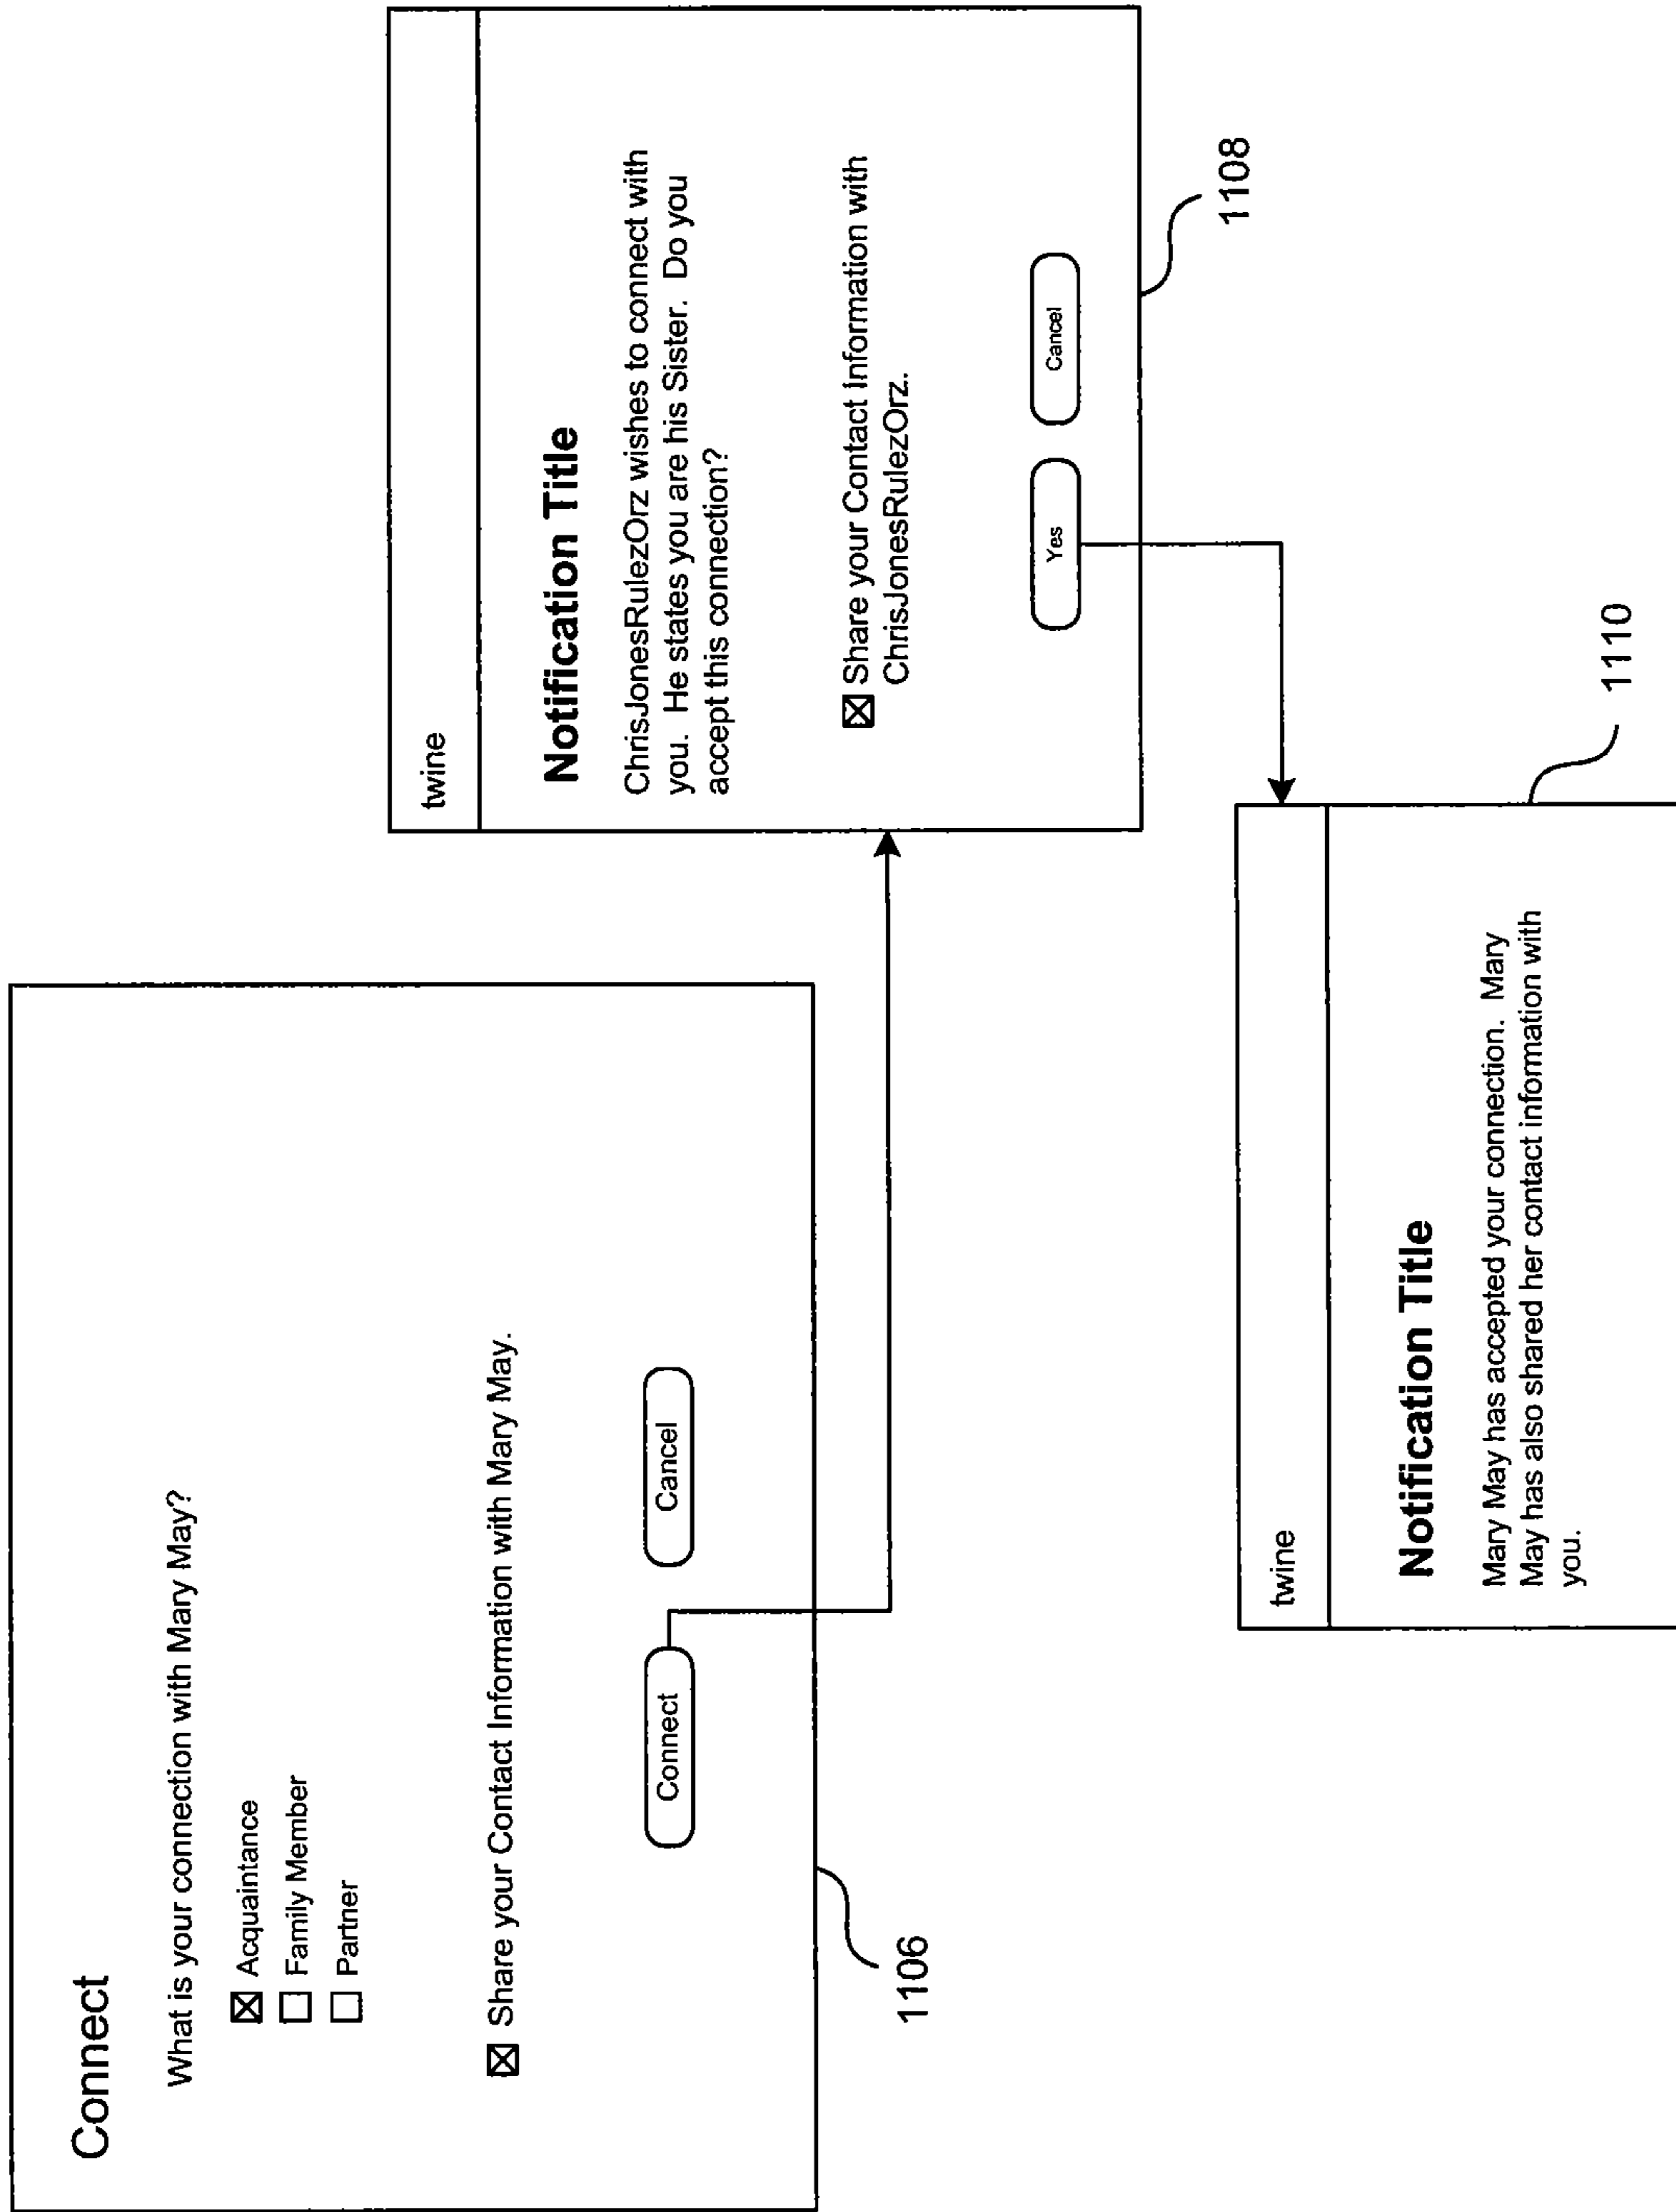 Connect
What is your connection with Mary May?
Acquaintance
Family Member
Partner
Share your Contact Information with Mary May.
Connect
Cancel
1106
twine
Notification Title
ChrisJonesRulezOrz wishes to connect with
you. He states you are his Sister. Do you
accept this connection?
Share your Contact Information with
ChrisJonesRulezOrz.
Yes
Cancel
1108
twine
Notification Title
Mary May has accepted your connection. Mary
May has also shared her contact information with
you.
1110